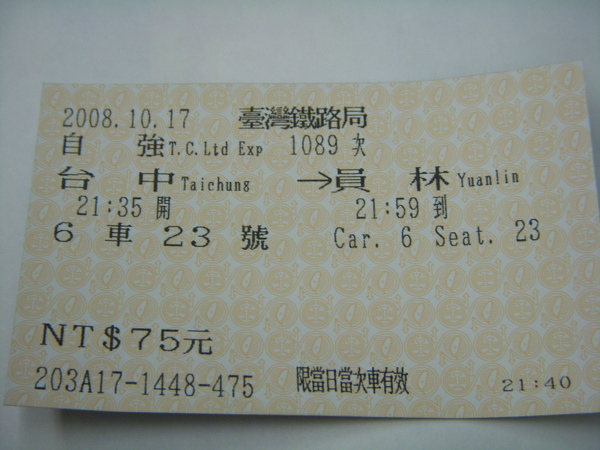 2008.10.17 臺灣鐵路局
自 強 T.C.Ltd Exp 1089 次
台 中 Taichung →員 林 Yuanlin
21:35 開 21:59 到
6 車 23 號 Car. 6 Seat. 23
NT$75元
203A17-1448-475 限當日當次車有效 21:40